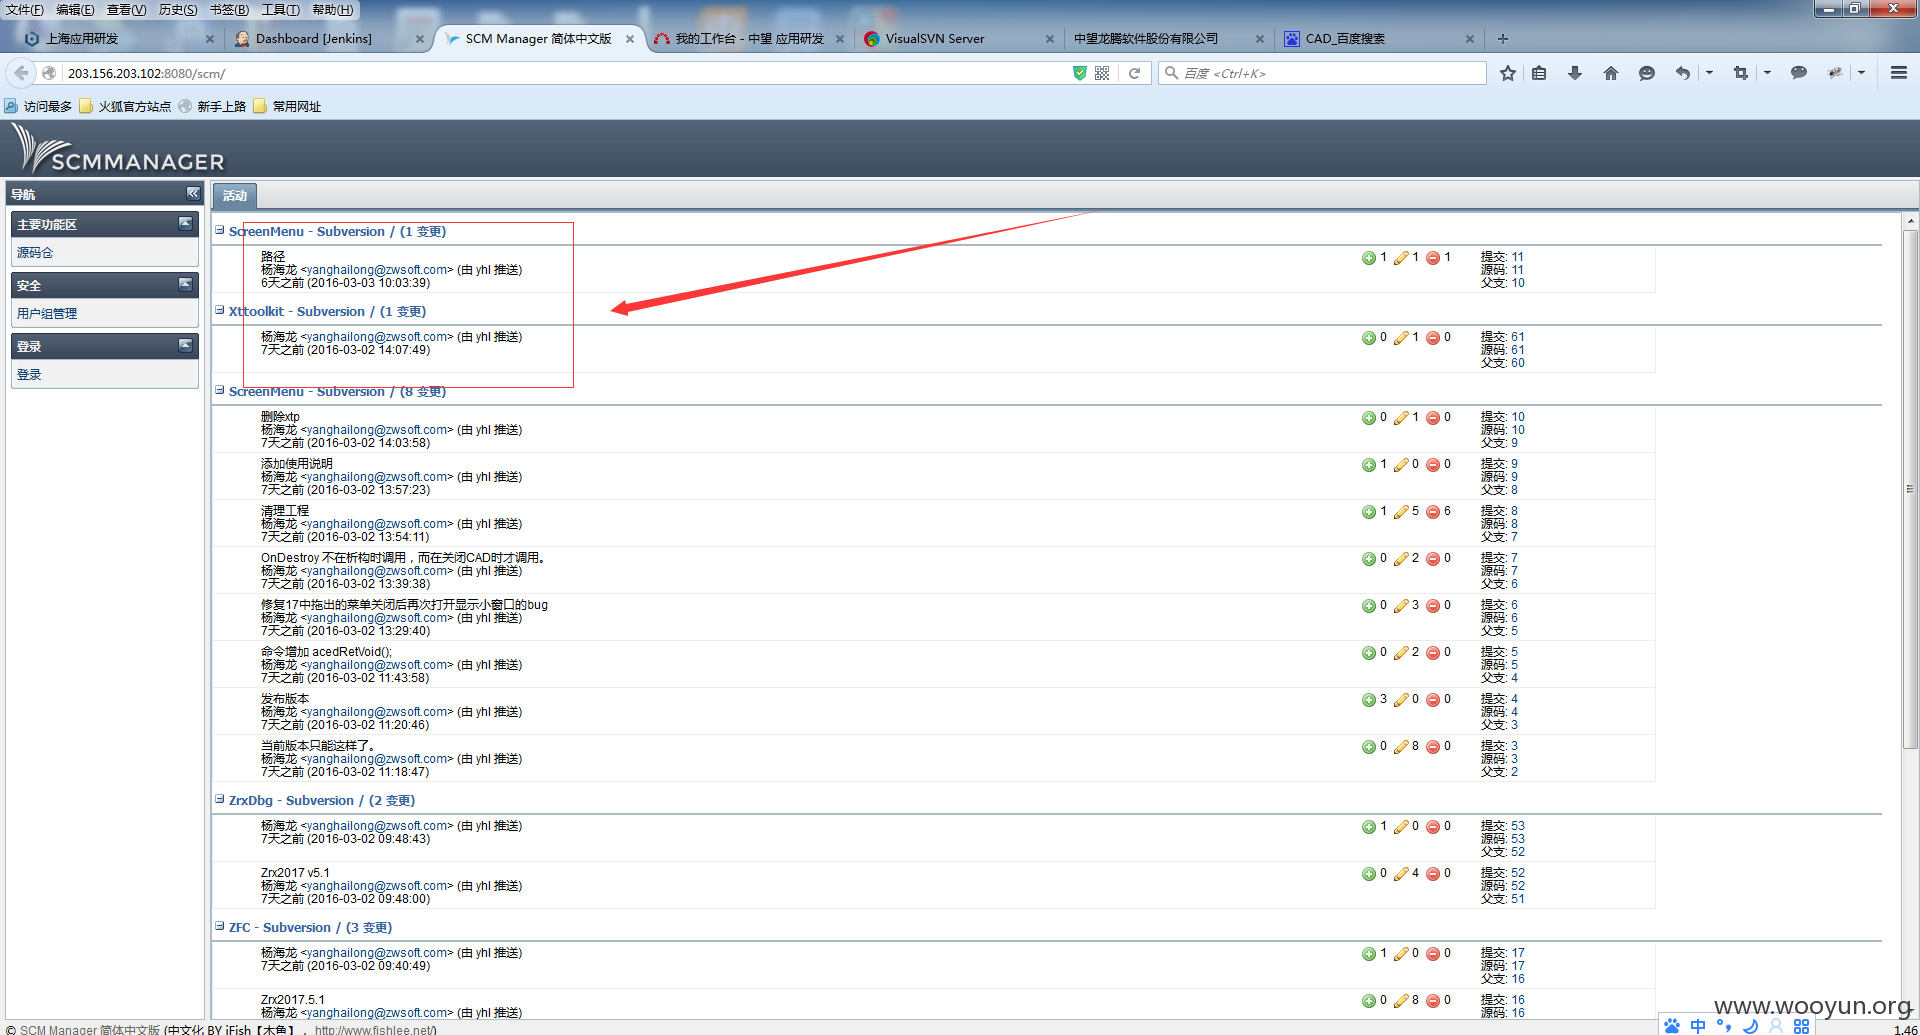 文件(F) 编辑(E) 查看(V) 历史(S) 书签(B) 工具(T) 帮助(H)
上海应用研发 Dashboard [Jenkins] SCM Manager 简体中文版 我的工作台 - 中望 应用研发 VisualSVN Server 中望龙腾软件股份有限公司 CAD_百度搜索
203.156.203.102:8080/scm/ 百度 <Ctrl+K>
访问最多 火狐官方站点 新手上路 常用网址
SCMMANAGER
导航
主要功能区
源码仓
安全
用户组管理
登录
登录
活动
ScreenMenu - Subversion / (1 变更)
路径 1 1 1 提交: 11
杨海龙 <yanghailong@zwsoft.com> (由 yhl 推送) 源码: 11
6天之前 (2016-03-03 10:03:39) 父支: 10
Xttoolkit - Subversion / (1 变更)
杨海龙 <yanghailong@zwsoft.com> (由 yhl 推送) 0 1 0 提交: 61
7天之前 (2016-03-02 14:07:49) 源码: 61
父支: 60
ScreenMenu - Subversion / (8 变更)
删除xtp 0 1 0 提交: 10
杨海龙 <yanghailong@zwsoft.com> (由 yhl 推送) 源码: 10
7天之前 (2016-03-02 14:03:58) 父支: 9
添加使用说明 1 0 0 提交: 9
杨海龙 <yanghailong@zwsoft.com> (由 yhl 推送) 源码: 9
7天之前 (2016-03-02 13:57:23) 父支: 8
清理工程 1 5 6 提交: 8
杨海龙 <yanghailong@zwsoft.com> (由 yhl 推送) 源码: 8
7天之前 (2016-03-02 13:54:11) 父支: 7
OnDestroy 不在析构时调用，而在关闭CAD时才调用。 0 2 0 提交: 7
杨海龙 <yanghailong@zwsoft.com> (由 yhl 推送) 源码: 7
7天之前 (2016-03-02 13:39:38) 父支: 6
修复17中拖出的菜单关闭后再次打开显示小窗口的bug 0 3 0 提交: 6
杨海龙 <yanghailong@zwsoft.com> (由 yhl 推送) 源码: 6
7天之前 (2016-03-02 13:29:40) 父支: 5
命令增加 acedRetVoid(); 0 2 0 提交: 5
杨海龙 <yanghailong@zwsoft.com> (由 yhl 推送) 源码: 5
7天之前 (2016-03-02 11:43:58) 父支: 4
发布版本 3 0 0 提交: 4
杨海龙 <yanghailong@zwsoft.com> (由 yhl 推送) 源码: 4
7天之前 (2016-03-02 11:20:46) 父支: 3
当前版本只能这样了。 0 8 0 提交: 3
杨海龙 <yanghailong@zwsoft.com> (由 yhl 推送) 源码: 3
7天之前 (2016-03-02 11:18:47) 父支: 2
ZrxDbg - Subversion / (2 变更)
杨海龙 <yanghailong@zwsoft.com> (由 yhl 推送) 1 0 0 提交: 53
7天之前 (2016-03-02 09:48:43) 源码: 53
父支: 52
Zrx2017 v5.1 0 4 0 提交: 52
杨海龙 <yanghailong@zwsoft.com> (由 yhl 推送) 源码: 52
7天之前 (2016-03-02 09:48:00) 父支: 51
ZFC - Subversion / (3 变更)
杨海龙 <yanghailong@zwsoft.com> (由 yhl 推送) 1 0 0 提交: 17
7天之前 (2016-03-02 09:40:49) 源码: 17
父支: 16
Zrx2017.5.1 0 8 0 提交: 16
杨海龙 <yanghailong@zwsoft.com> (由 yhl 推送) 源码: 16
www.wooyun.org
© SCM Manager 简体中文版 (中文化 BY iFish【木鱼】， http://www.fishlee.net/) 中 1.46